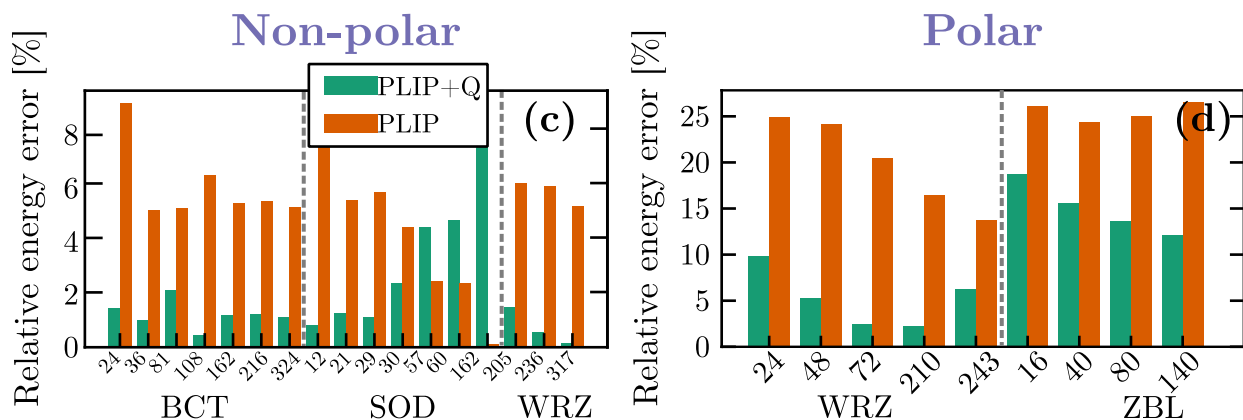 Non-polar
Polar
Relative energy error [%]
8
6
4
2
0
PLIP+Q
PLIP
(c)
24 36 81 108 162 216 324 12 21 29 30 57 60 162 205 236 317
BCT SOD WRZ
Relative energy error [%]
25
20
15
10
5
0
(d)
24 48 72 210 243 16 40 80 140
WRZ ZBL